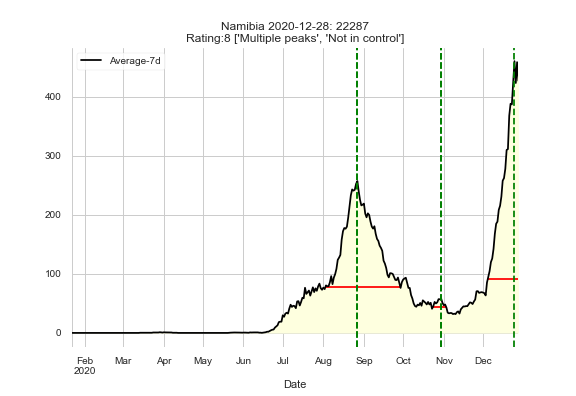 Namibia 2020-12-28: 22287
Rating:8 ['Multiple peaks', 'Not in control']
Average-7d
400
300
200
100
0
Feb Mar Apr May Jun Jul Aug Sep Oct Nov Dec
2020
Date